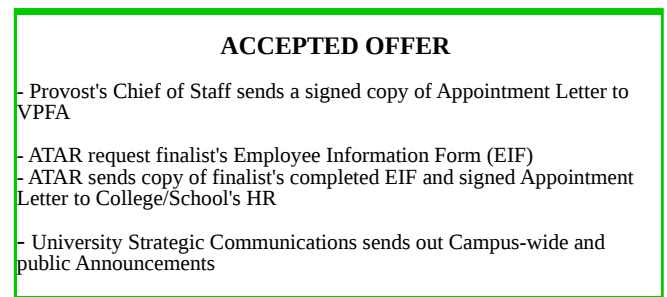 ACCEPTED OFFER
- Provost's Chief of Staff sends a signed copy of Appointment Letter to
VPFA
- ATAR request finalist's Employee Information Form (EIF)
- ATAR sends copy of finalist's completed EIF and signed Appointment
Letter to College/School's HR
- University Strategic Communications sends out Campus-wide and
public Announcements